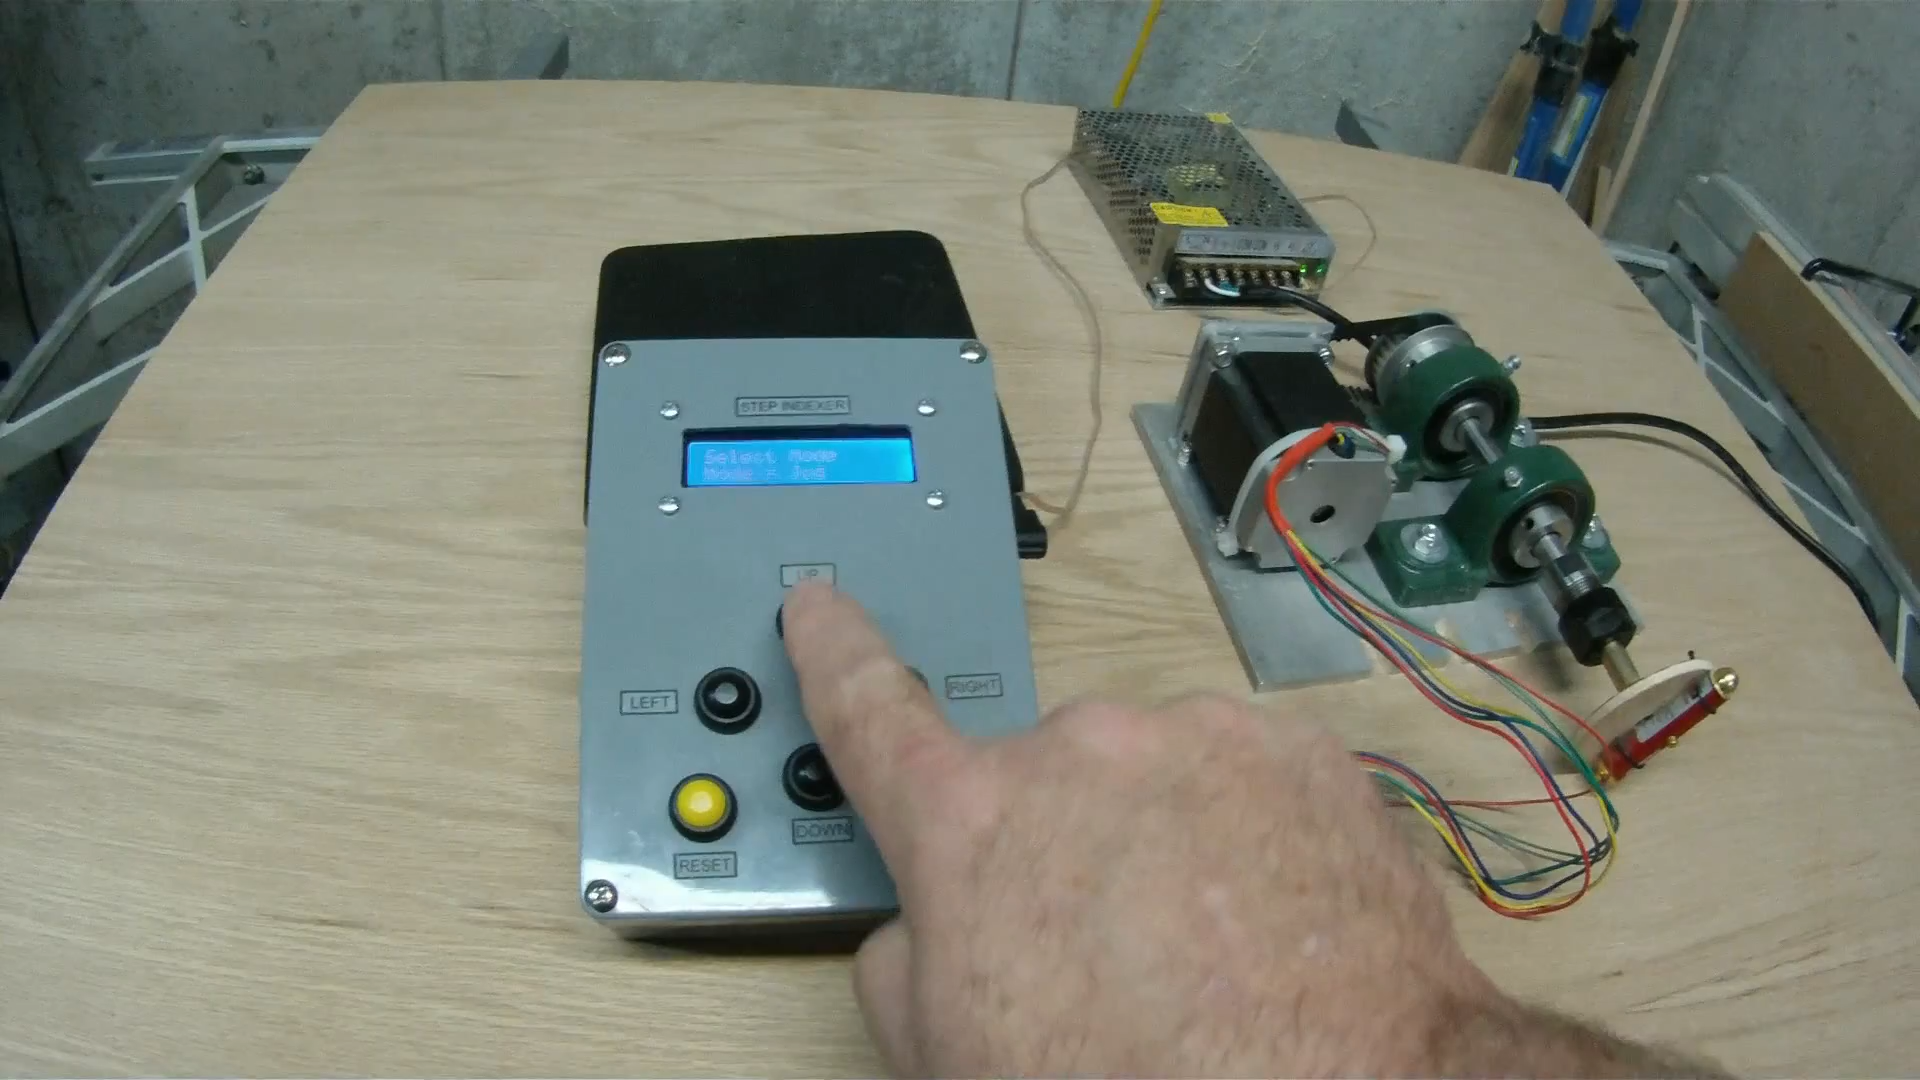 STEP INDEXER
Select Mode
Mode = Jog
UP
LEFT
RIGHT
DOWN
RESET